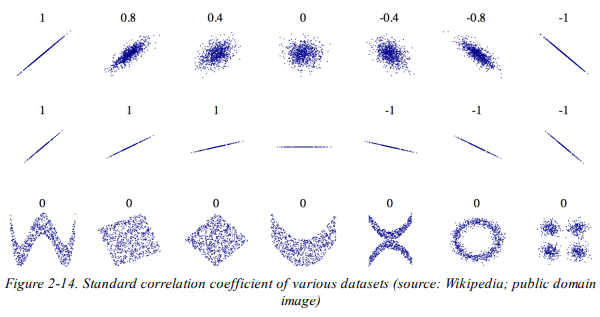 1 0.8 0.4 0 -0.4 -0.8 -1
1 1 1 -1 -1 -1
0 0 0 0 0 0 0
Figure 2-14. Standard correlation coefficient of various datasets (source: Wikipedia; public domain
image)